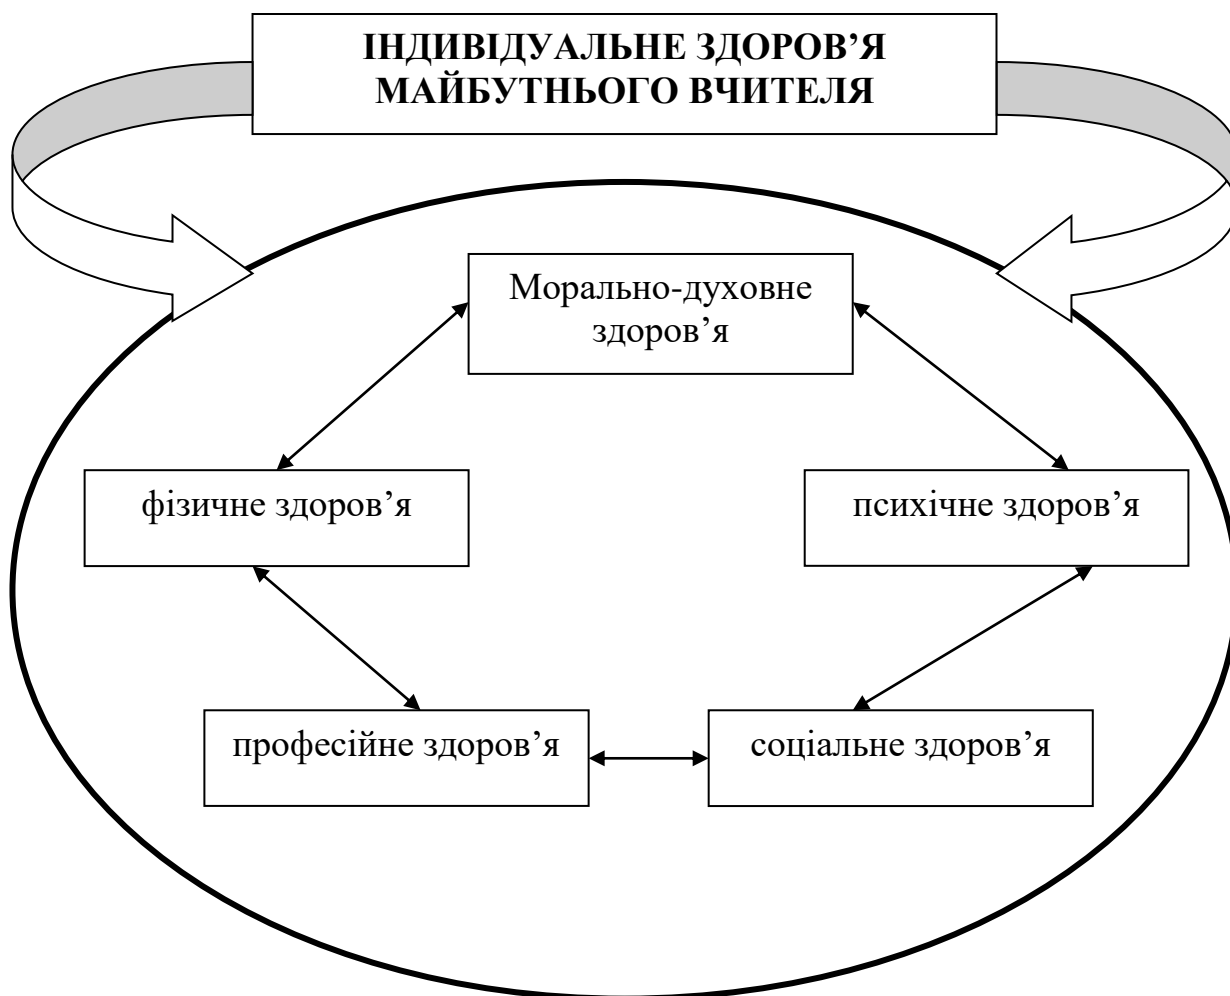 ІНДИВІДУАЛЬНЕ ЗДОРОВ’Я
МАЙБУТНЬОГО ВЧИТЕЛЯ
Морально-духовне
здоров’я
фізичне здоров’я
психічне здоров’я
професійне здоров’я
соціальне здоров’я